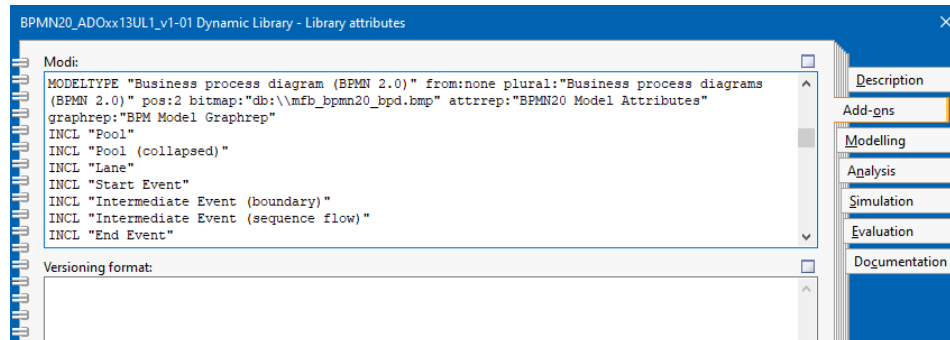 BPMN20_ADOxx13UL1_v1-01 Dynamic Library - Library attributes
Modi:
MODELTYPE "Business process diagram (BPMN 2.0)" from:none plural:"Business process diagrams
(BPMN 2.0)" pos:2 bitmap:"db:\\mfb_bpmn20_bpd.bmp" attrrep:"BPMN20 Model Attributes"
graphrep:"BPM Model Graphrep"
INCL "Pool"
INCL "Pool (collapsed)"
INCL "Lane"
INCL "Start Event"
INCL "Intermediate Event (boundary)"
INCL "Intermediate Event (sequence flow)"
INCL "End Event"
Versioning format:
Description
Add-ons
Modelling
Analysis
Simulation
Evaluation
Documentation